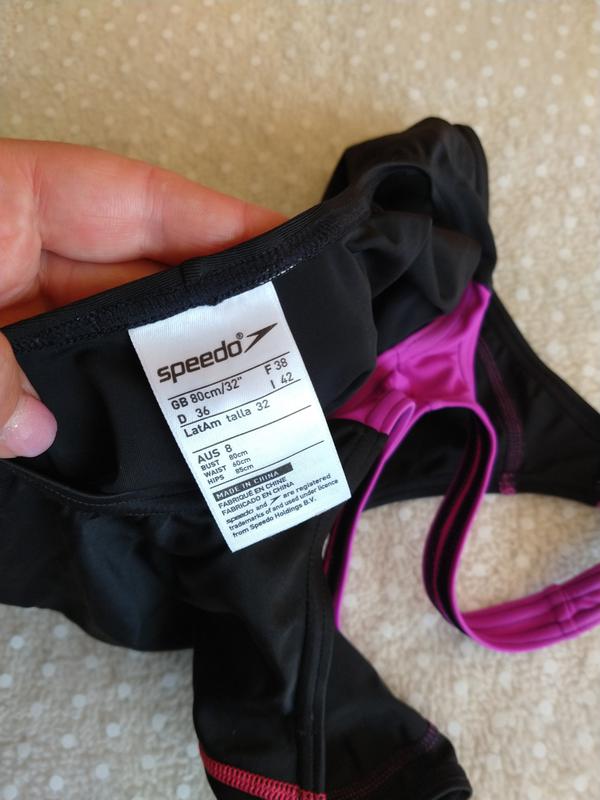 speedo®
GB 80cm/32" F 38
D 36 I 42
LatAm talla 32
AUS 8
BUST 80cm
WAIST 60cm
HIPS 85cm
MADE IN CHINA
FABRIQUÉ EN CHINE
FABRICADO EN CHINA
speedo and are registered
trademarks of and used under licence
from Speedo Holdings B.V.